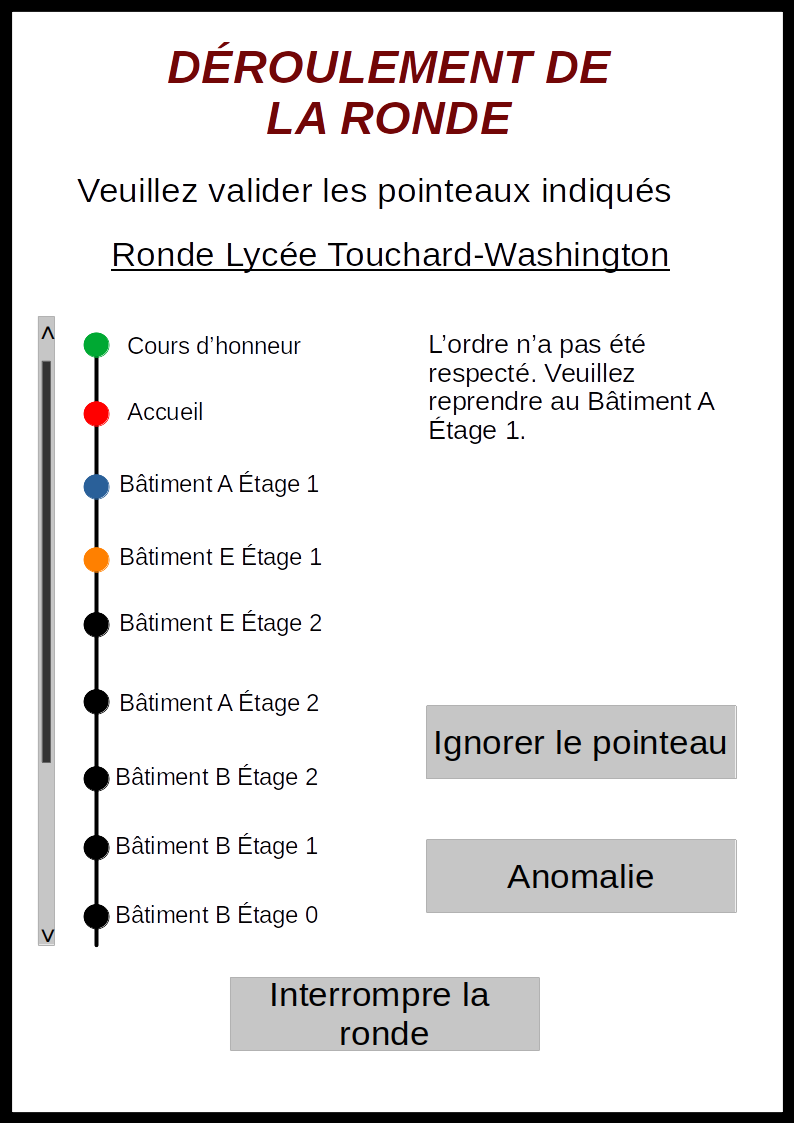 DÉROULEMENT DE
LA RONDE
Veuillez valider les pointeaux indiqués
Ronde Lycée Touchard-Washington
Cours d’honneur
Accueil
Bâtiment A Étage 1
Bâtiment E Étage 1
Bâtiment E Étage 2
Bâtiment A Étage 2
Bâtiment B Étage 2
Bâtiment B Étage 1
Bâtiment B Étage 0
L’ordre n’a pas été
respecté. Veuillez
reprendre au Bâtiment A
Étage 1.
Ignorer le pointeau
Anomalie
Interrompre la
ronde